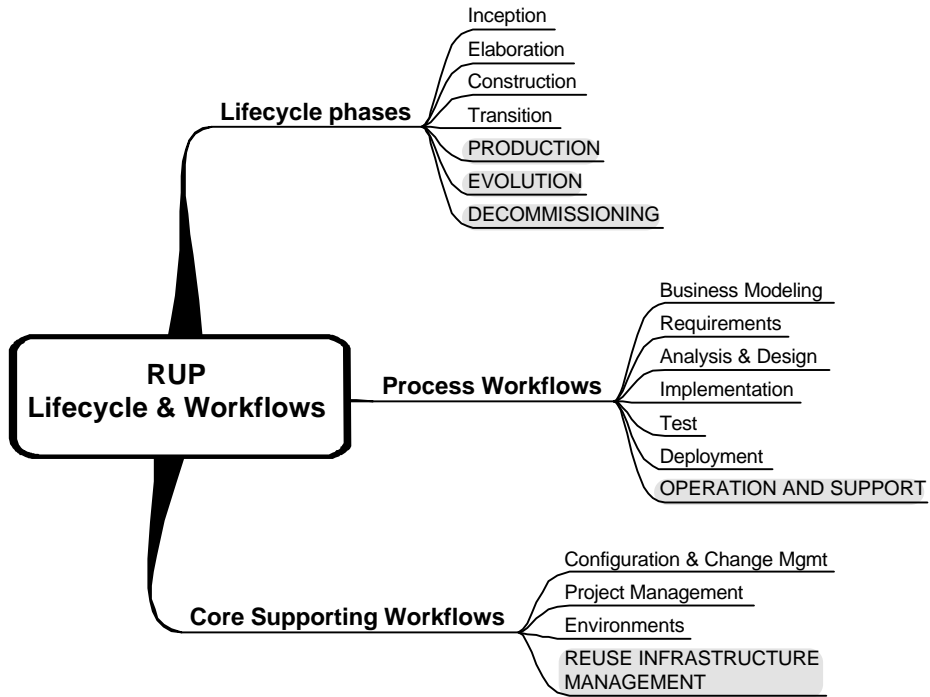 Inception
Elaboration
Construction
Transition
PRODUCTION
EVOLUTION
DECOMMISSIONING
Lifecycle phases
RUP
Lifecycle & Workflows
Process Workflows
Business Modeling
Requirements
Analysis & Design
Implementation
Test
Deployment
OPERATION AND SUPPORT
Core Supporting Workflows
Configuration & Change Mgmt
Project Management
Environments
REUSE INFRASTRUCTURE
MANAGEMENT